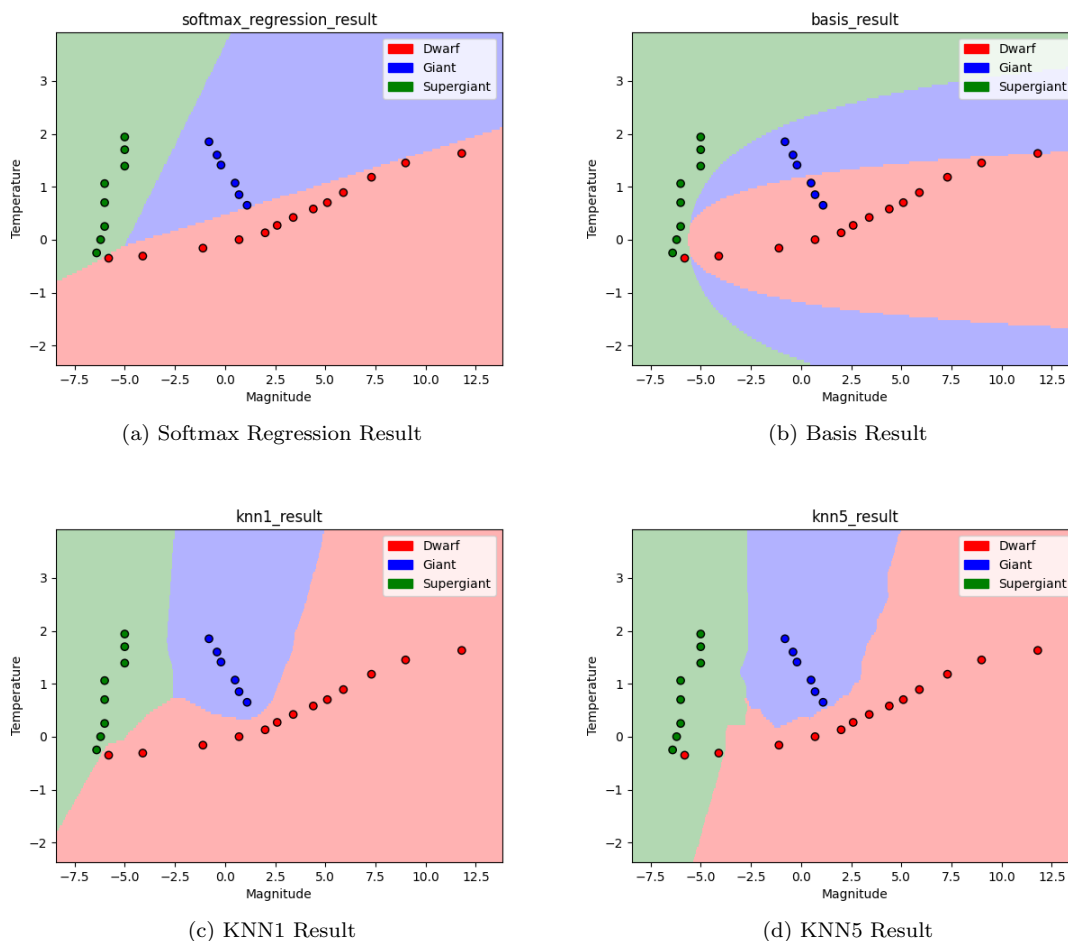 softmax_regression_result
Dwarf
Giant
Supergiant
3
2
1
0
−1
−2
Temperature
−7.5 −5.0 −2.5 0.0 2.5 5.0 7.5 10.0 12.5
Magnitude
(a) Softmax Regression Result
basis_result
Dwarf
Giant
Supergiant
3
2
1
0
−1
−2
Temperature
−7.5 −5.0 −2.5 0.0 2.5 5.0 7.5 10.0 12.5
Magnitude
(b) Basis Result
knn1_result
Dwarf
Giant
Supergiant
3
2
1
0
−1
−2
Temperature
−7.5 −5.0 −2.5 0.0 2.5 5.0 7.5 10.0 12.5
Magnitude
(c) KNN1 Result
knn5_result
Dwarf
Giant
Supergiant
3
2
1
0
−1
−2
Temperature
−7.5 −5.0 −2.5 0.0 2.5 5.0 7.5 10.0 12.5
Magnitude
(d) KNN5 Result